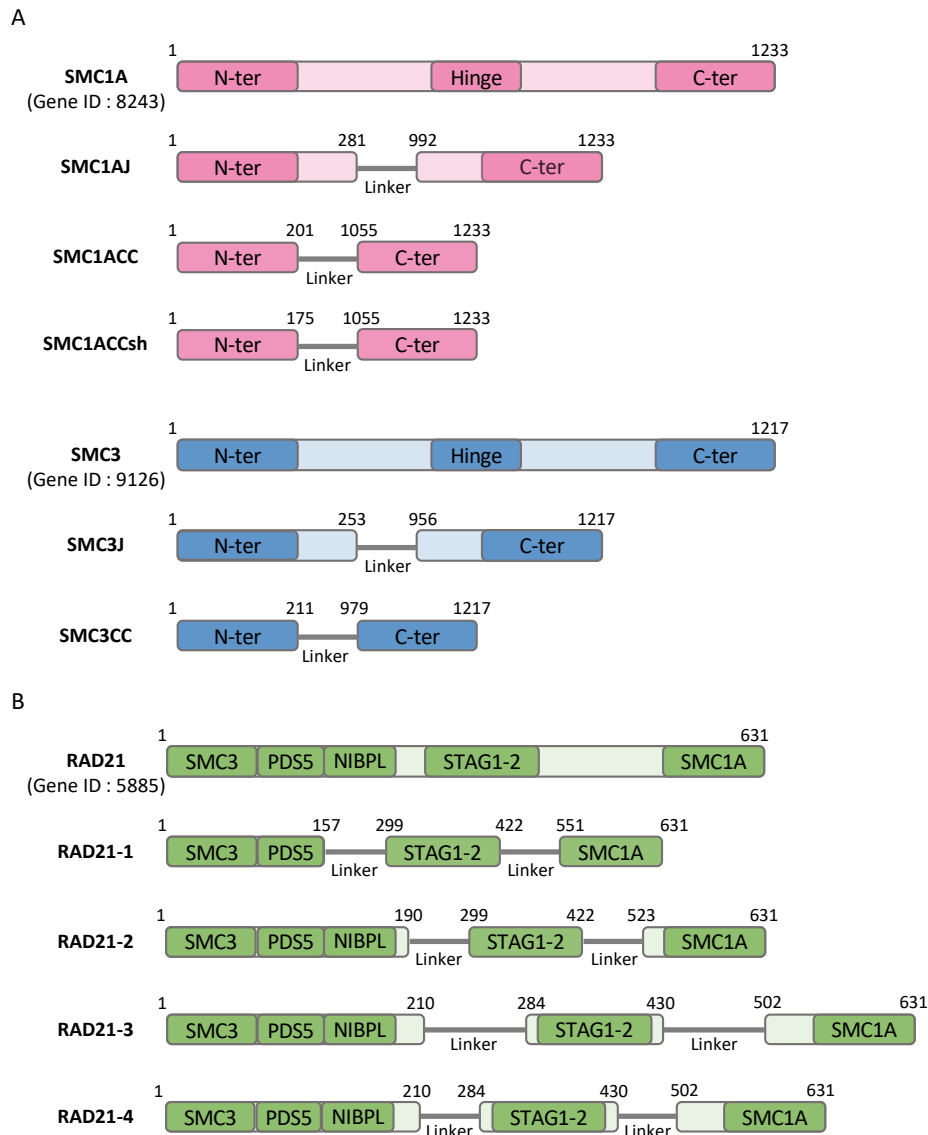 A
1 1233
SMC1A N-ter Hinge C-ter
(Gene ID : 8243)
1 281 992 1233
SMC1AJ N-ter C-ter
Linker
1 201 1055 1233
SMC1ACC N-ter C-ter
Linker
1 175 1055 1233
SMC1ACCsh N-ter C-ter
Linker
1 1217
SMC3 N-ter Hinge C-ter
(Gene ID : 9126)
1 253 956 1217
SMC3J N-ter C-ter
Linker
1 211 979 1217
SMC3CC N-ter C-ter
Linker
B
1 631
RAD21 SMC3 PDS5 NIBPL STAG1-2 SMC1A
(Gene ID : 5885)
1 157 299 422 551 631
RAD21-1 SMC3 PDS5 STAG1-2 SMC1A
Linker Linker
1 190 299 422 523 631
RAD21-2 SMC3 PDS5 NIBPL STAG1-2 SMC1A
Linker Linker
1 210 284 430 502 631
RAD21-3 SMC3 PDS5 NIBPL STAG1-2 SMC1A
Linker Linker
1 210 284 430 502 631
RAD21-4 SMC3 PDS5 NIBPL STAG1-2 SMC1A
Linker Linker